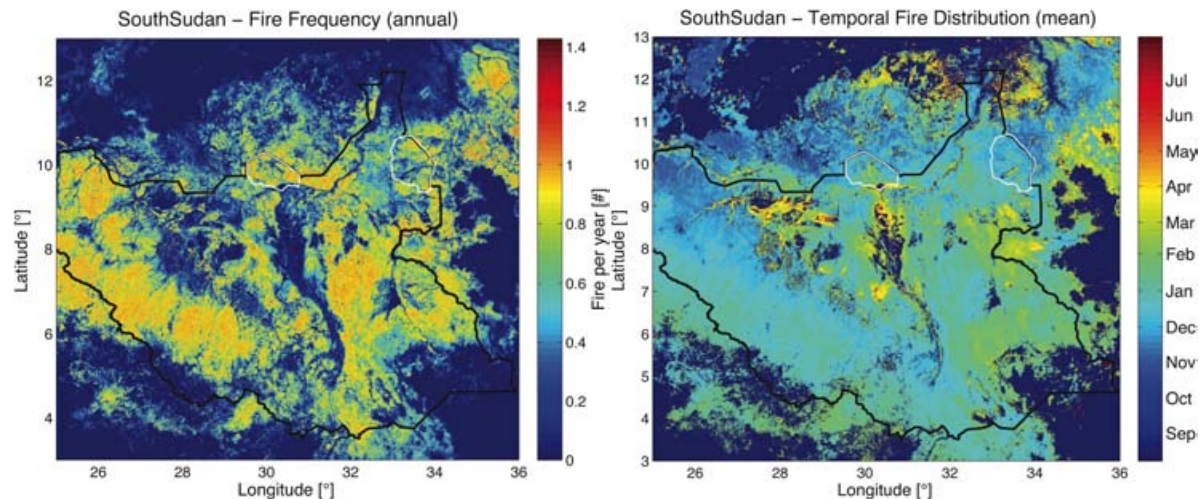 SouthSudan – Fire Frequency (annual)
12
10
8
6
4
Latitude [°]
26
28
30
32
34
36
Longitude [°]
1.4
1.2
1
0.8
0.6
0.4
0.2
0
Fire per year [#]
SouthSudan – Temporal Fire Distribution (mean)
13
12
11
10
9
8
7
6
5
4
3
Latitude [°]
26
28
30
32
34
36
Longitude [°]
Jul
Jun
May
Apr
Mar
Feb
Jan
Dec
Nov
Oct
Sep